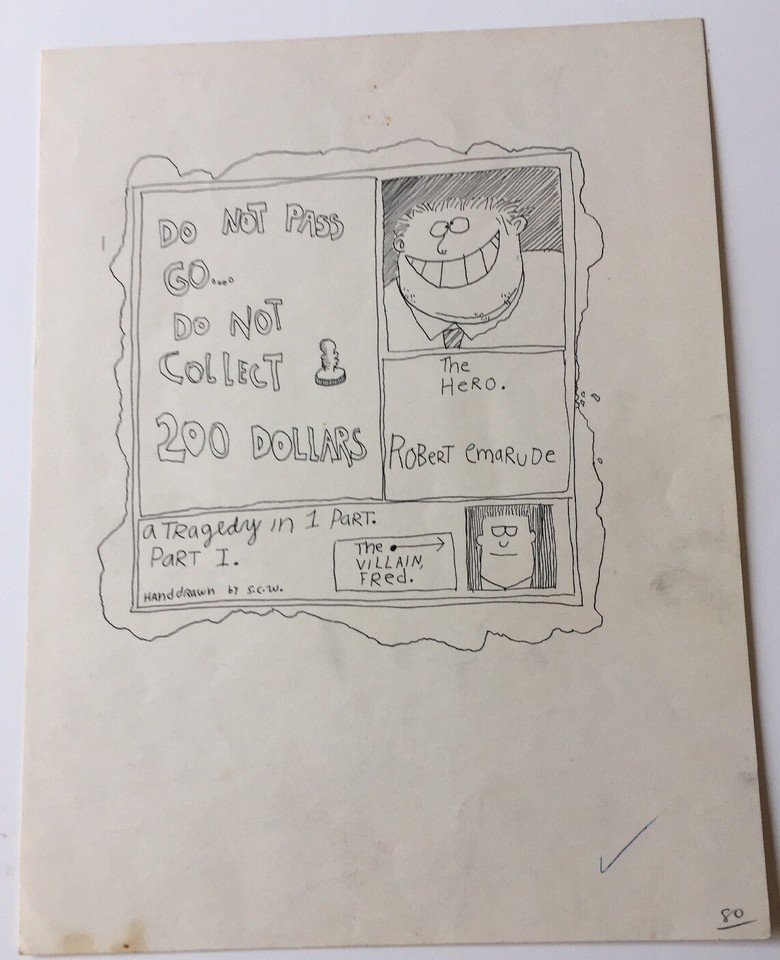 DO NOT PASS
GO...
DO NOT
COLLECT
200 DOLLARS
The
HeRO.
ROBeRT emaRuDe
a TRagedy in 1 PaRT.
PaRT I.
HAnddRawn by S.C.W.
The
VILLAIN,
FRed.
80